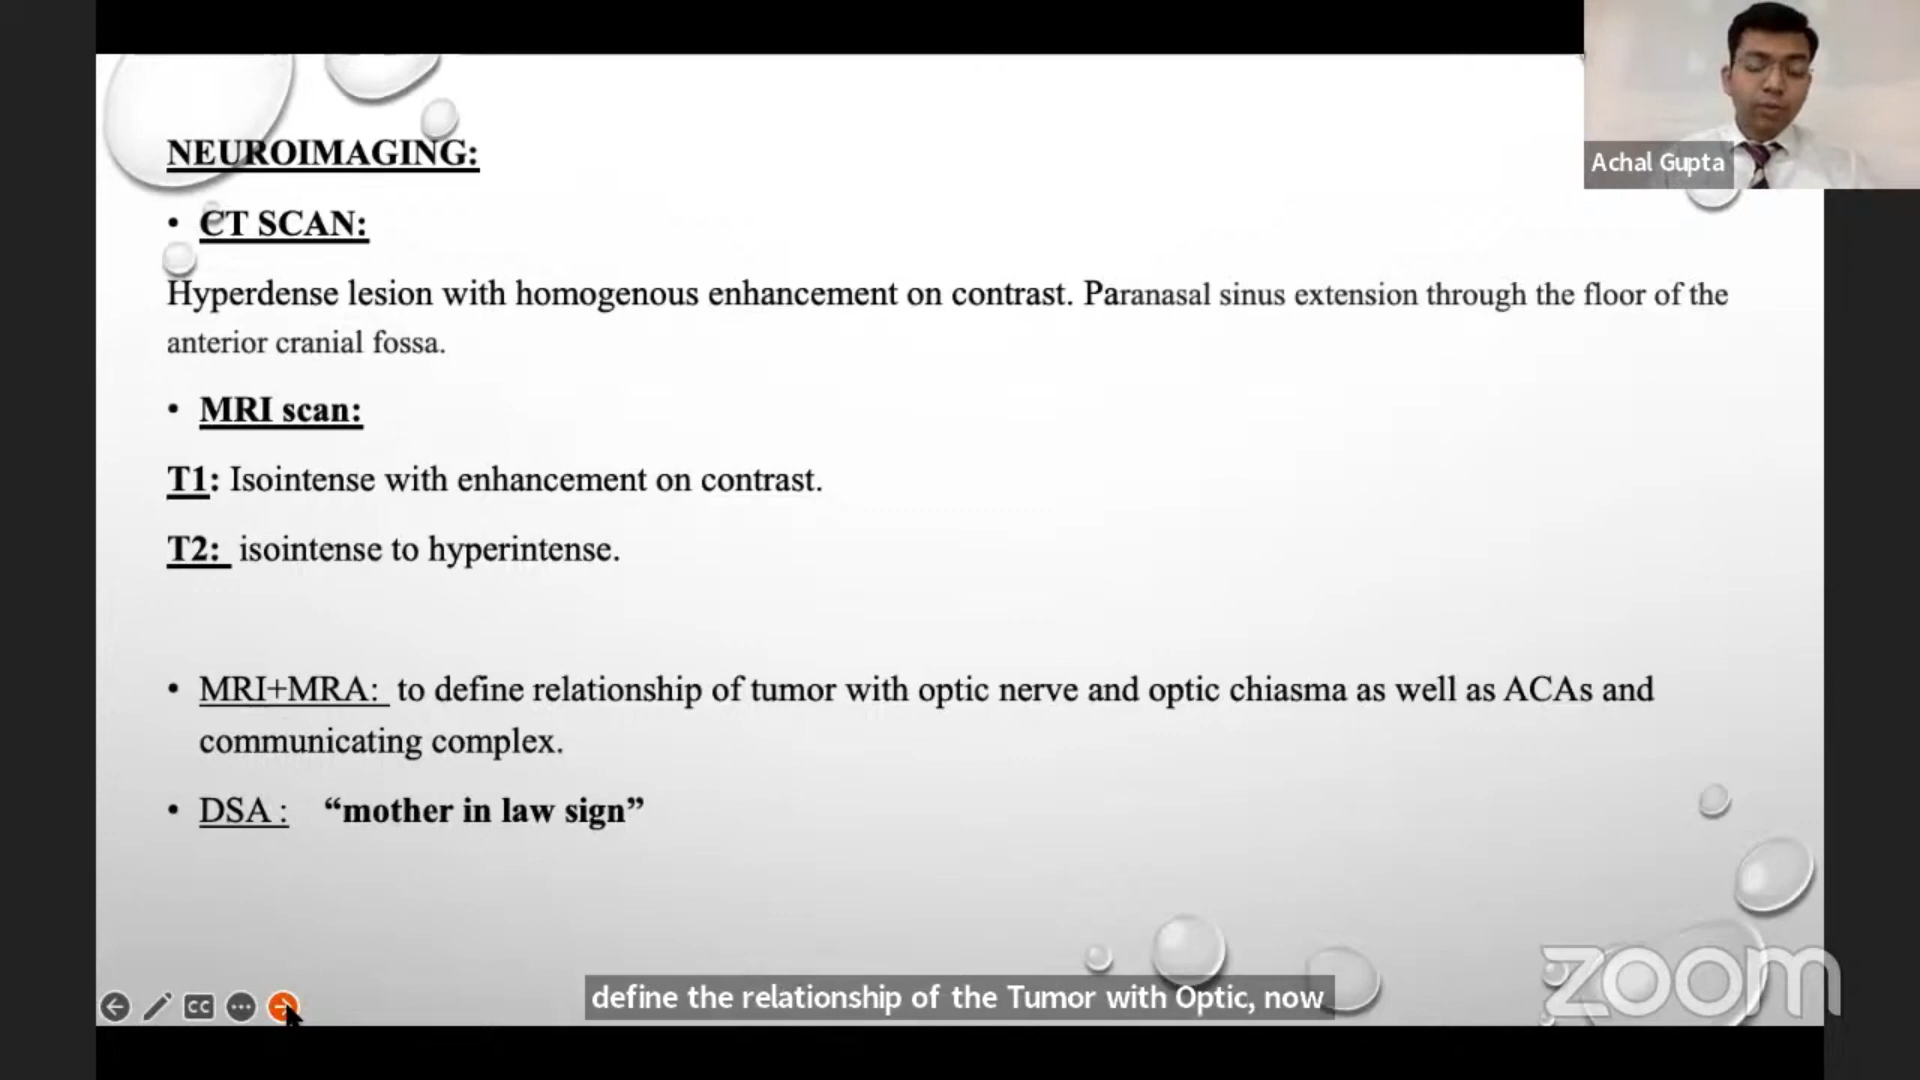 Achal Gupta
NEUROIMAGING:
• CT SCAN:
Hyperdense lesion with homogenous enhancement on contrast. Paranasal sinus extension through the floor of the
anterior cranial fossa.
• MRI scan:
T1: Isointense with enhancement on contrast.
T2: isointense to hyperintense.
• MRI+MRA: to define relationship of tumor with optic nerve and optic chiasma as well as ACAs and
communicating complex.
• DSA : “mother in law sign”
CC
define the relationship of the Tumor with Optic, now
zoom